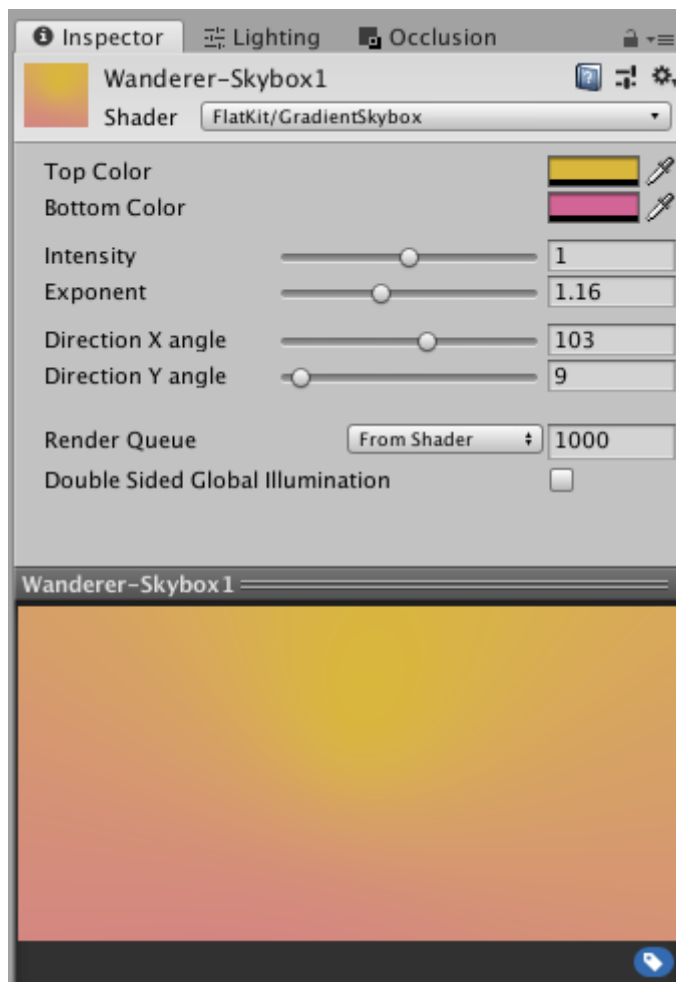 Inspector Lighting Occlusion
Wanderer-Skybox1
Shader FlatKit/GradientSkybox
Top Color
Bottom Color
Intensity 1
Exponent 1.16
Direction X angle 103
Direction Y angle 9
Render Queue From Shader 1000
Double Sided Global Illumination
Wanderer-Skybox1